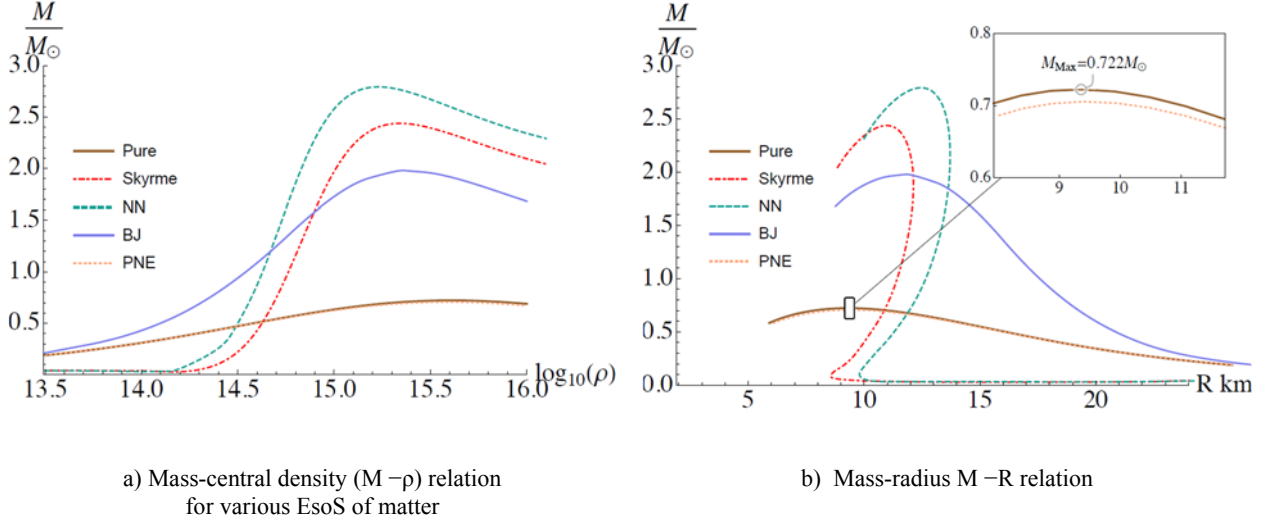 M
M⊙
3.0
2.5
2.0
1.5
1.0
0.5
13.5
14.0
14.5
15.0
15.5
16.0
log10(ρ)
Pure
Skyrme
NN
BJ
PNE
M
M⊙
3.0
2.5
2.0
1.5
1.0
0.5
0.0
5
10
15
20
R km
Pure
Skyrme
NN
BJ
PNE
0.8
0.7
0.6
9
10
11
MMax=0.722M⊙
a) Mass-central density (M −ρ) relation
for various EsoS of matter
b) Mass-radius M −R relation